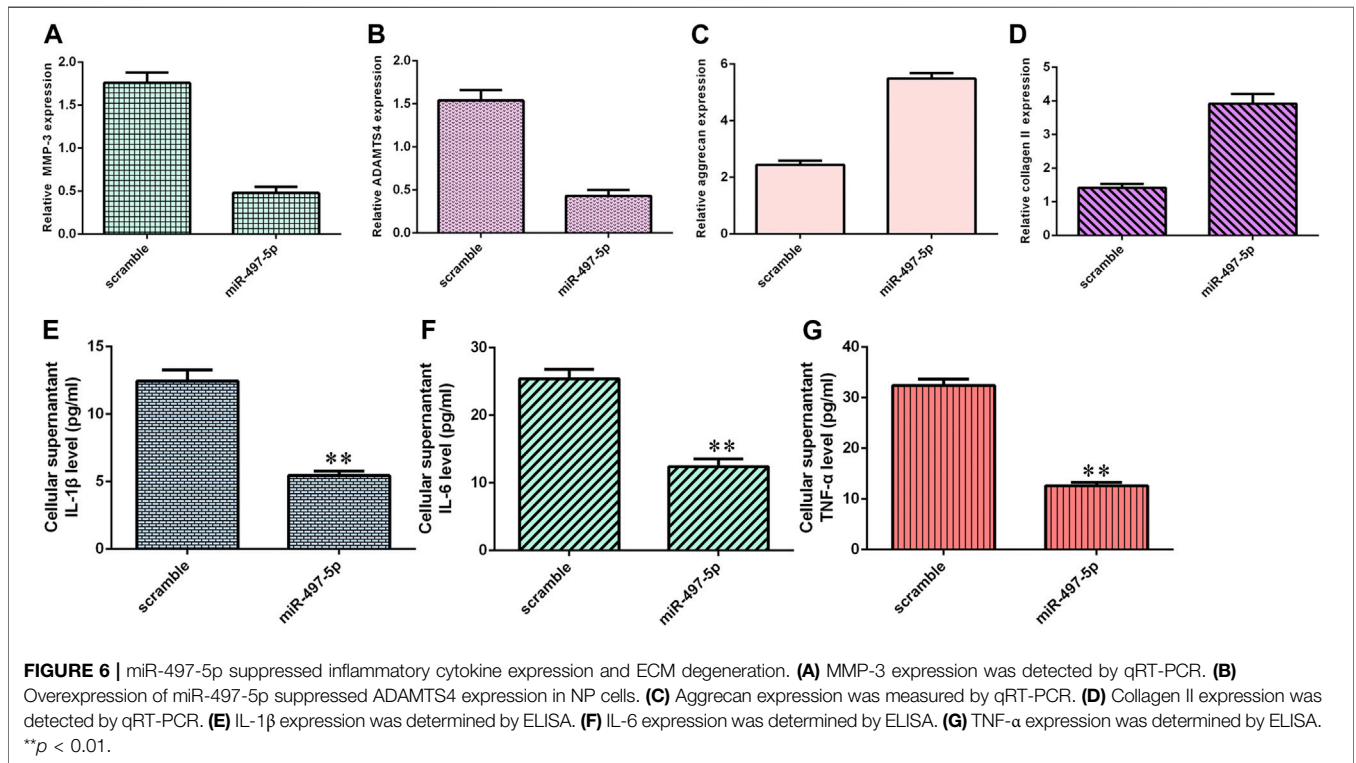 A
Relative MMP-3 expression
2.0
1.5
1.0
0.5
0.0
scramble
miR-497-5p
B
Relative ADAMTS4 expression
2.0
1.5
1.0
0.5
0.0
scramble
miR-497-5p
C
Relative aggrecan expression
6
4
2
0
scramble
miR-497-5p
D
Relative collagen II expression
5
4
3
2
1
0
scramble
miR-497-5p
E
Cellular supernantant
IL-1β level (pg/ml)
15
10
5
0
**
scramble
miR-497-5p
F
Cellular supernantant
IL-6 level (pg/ml)
30
20
10
0
**
scramble
miR-497-5p
G
Cellular supernantant
TNF-α level (pg/ml)
40
30
20
10
0
**
scramble
miR-497-5p
FIGURE 6 | miR-497-5p suppressed inflammatory cytokine expression and ECM degeneration. (A) MMP-3 expression was detected by qRT-PCR. (B)
Overexpression of miR-497-5p suppressed ADAMTS4 expression in NP cells. (C) Aggrecan expression was measured by qRT-PCR. (D) Collagen II expression was
detected by qRT-PCR. (E) IL-1β expression was determined by ELISA. (F) IL-6 expression was determined by ELISA. (G) TNF-α expression was determined by ELISA.
**p < 0.01.